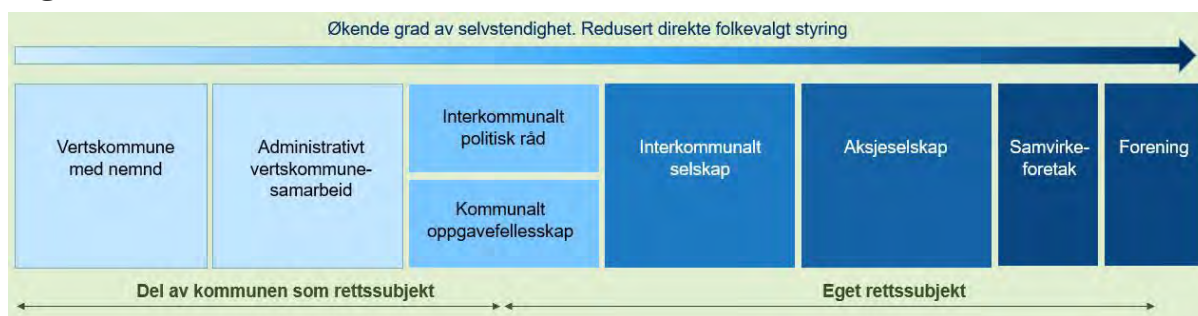 Økende grad av selvstendighet. Redusert direkte folkevalgt styring
Vertskommune
med nemnd
Administrativt
vertskommune-
samarbeid
Interkommunalt
politisk råd
Kommunalt
oppgavefellesskap
Interkommunalt
selskap
Aksjeselskap
Samvirke-
foretak
Forening
Del av kommunen som rettssubjekt
Eget rettssubjekt